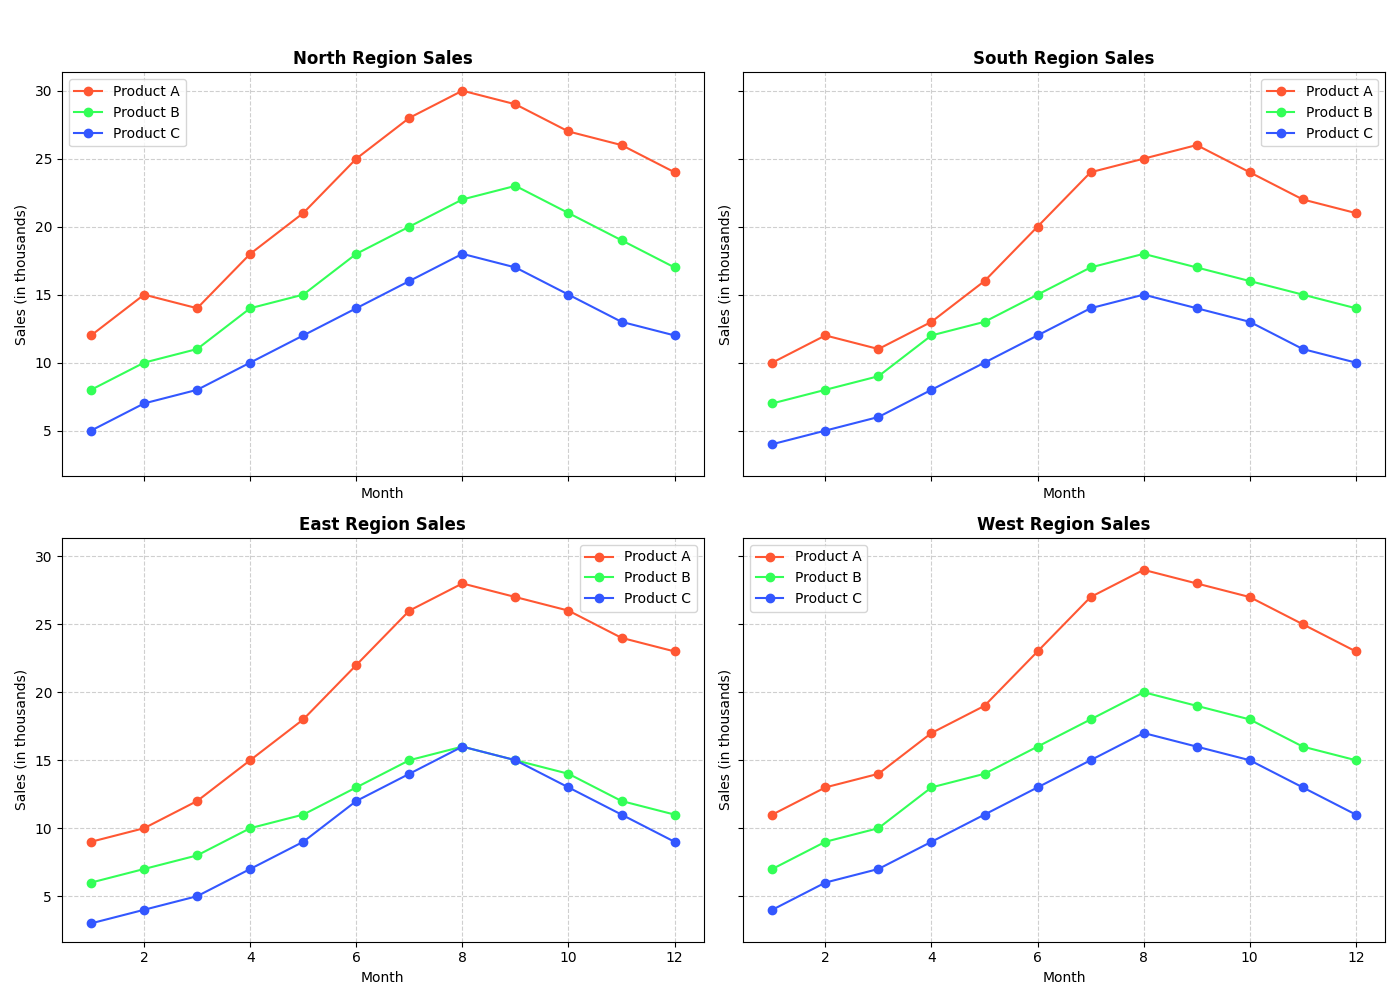 North Region Sales
Product A
Product B
Product C
30
25
20
15
10
5
Sales (in thousands)
Month
South Region Sales
Product A
Product B
Product C
Sales (in thousands)
Month
East Region Sales
Product A
Product B
Product C
30
25
20
15
10
5
Sales (in thousands)
2 4 6 8 10 12
Month
West Region Sales
Product A
Product B
Product C
Sales (in thousands)
2 4 6 8 10 12
Month